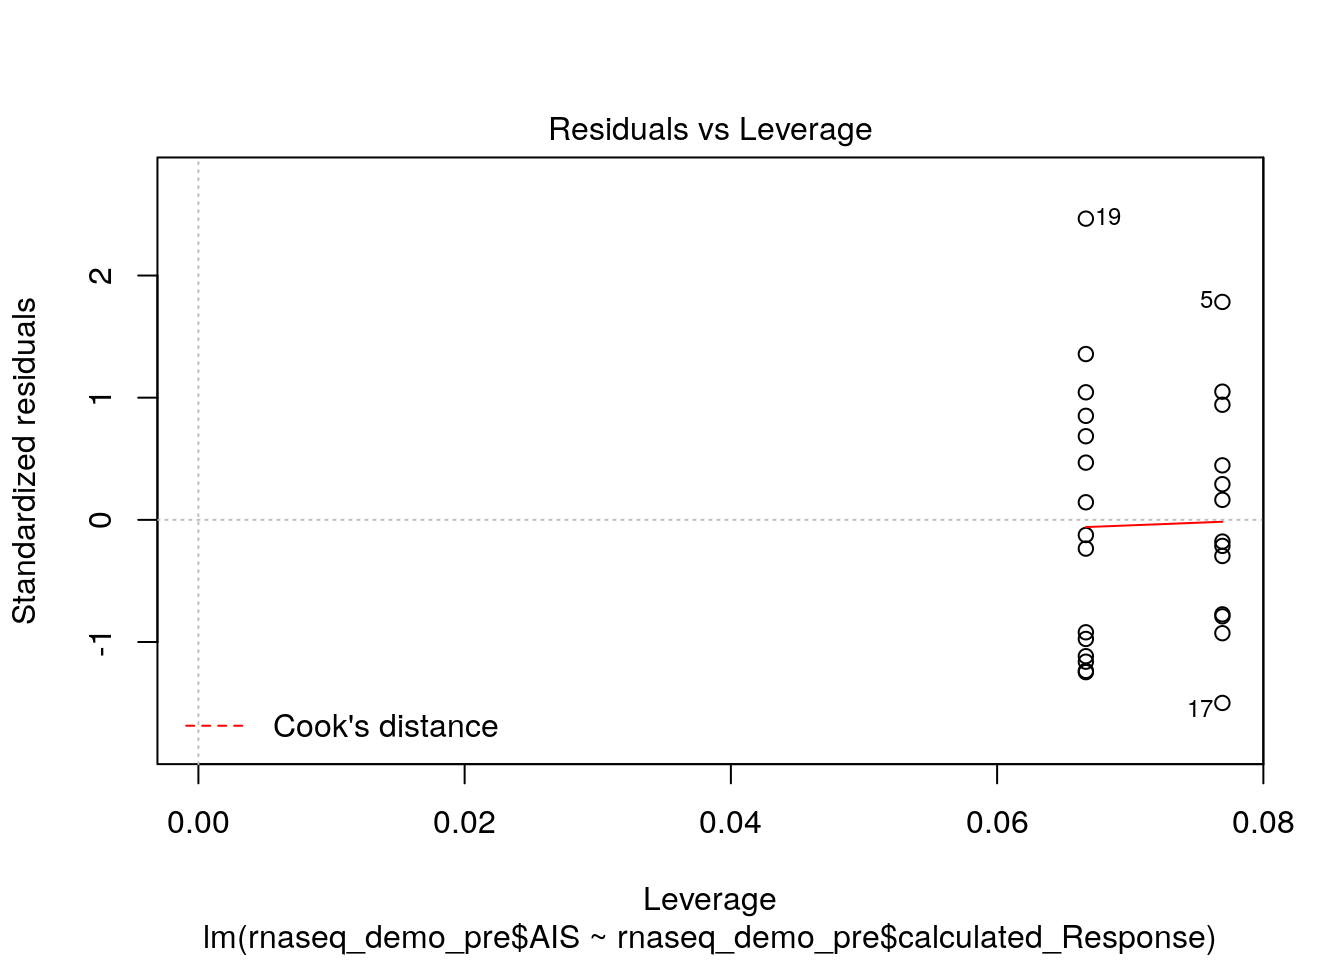 Residuals vs Leverage
Standardized residuals
2
1
0
-1
19
5
17
Cook's distance
0.00 0.02 0.04 0.06 0.08
Leverage
lm(rnaseq_demo_pre$AIS ~ rnaseq_demo_pre$calculated_Response)